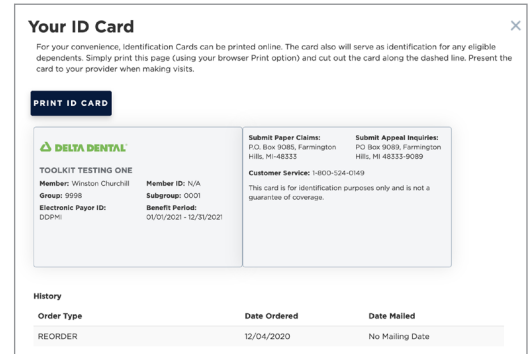 Your ID Card
For your convenience, Identification Cards can be printed online. The card also will serve as identification for any eligible
dependents. Simply print this page (using your browser Print option) and cut out the card along the dashed line. Present the
card to your provider when making visits.
PRINT ID CARD
DELTA DENTAL
TOOLKIT TESTING ONE
Member: Winston Churchill
Member ID: N/A
Group: 9998
Subgroup: 0001
Electronic Payor ID:
DDPMI
Benefit Period:
01/01/2021 - 12/31/2021
Submit Paper Claims:
P.O. Box 9085, Farmington
Hills, MI-48333
Submit Appeal Inquiries:
PO Box 9089, Farmington
Hills, MI 48333-9089
Customer Service: 1-800-524-0149
This card is for identification purposes only and is not a
guarantee of coverage.
History
Order Type Date Ordered Date Mailed
REORDER 12/04/2020 No Mailing Date